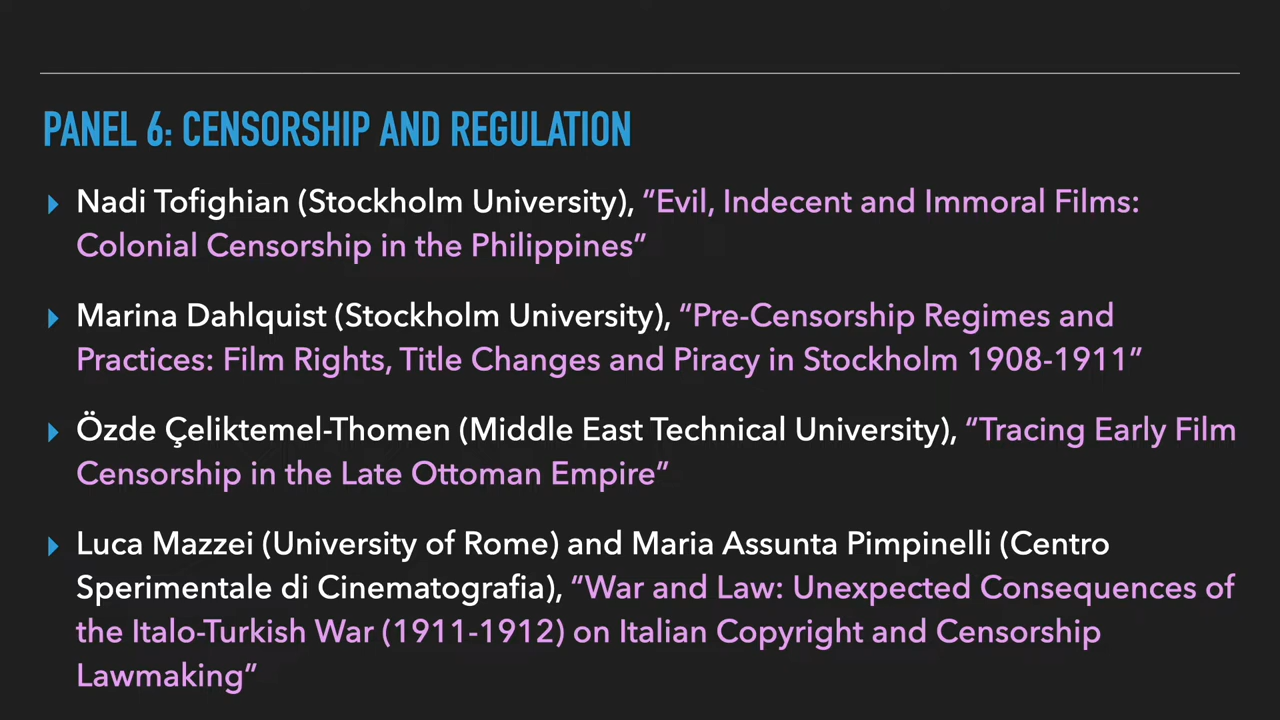 PANEL 6: CENSORSHIP AND REGULATION
▸ Nadi Tofighian (Stockholm University), “Evil, Indecent and Immoral Films:
Colonial Censorship in the Philippines”
▸ Marina Dahlquist (Stockholm University), “Pre-Censorship Regimes and
Practices: Film Rights, Title Changes and Piracy in Stockholm 1908-1911”
▸ Özde Çeliktemel-Thomen (Middle East Technical University), “Tracing Early Film
Censorship in the Late Ottoman Empire”
▸ Luca Mazzei (University of Rome) and Maria Assunta Pimpinelli (Centro
Sperimentale di Cinematografia), “War and Law: Unexpected Consequences of
the Italo-Turkish War (1911-1912) on Italian Copyright and Censorship
Lawmaking”